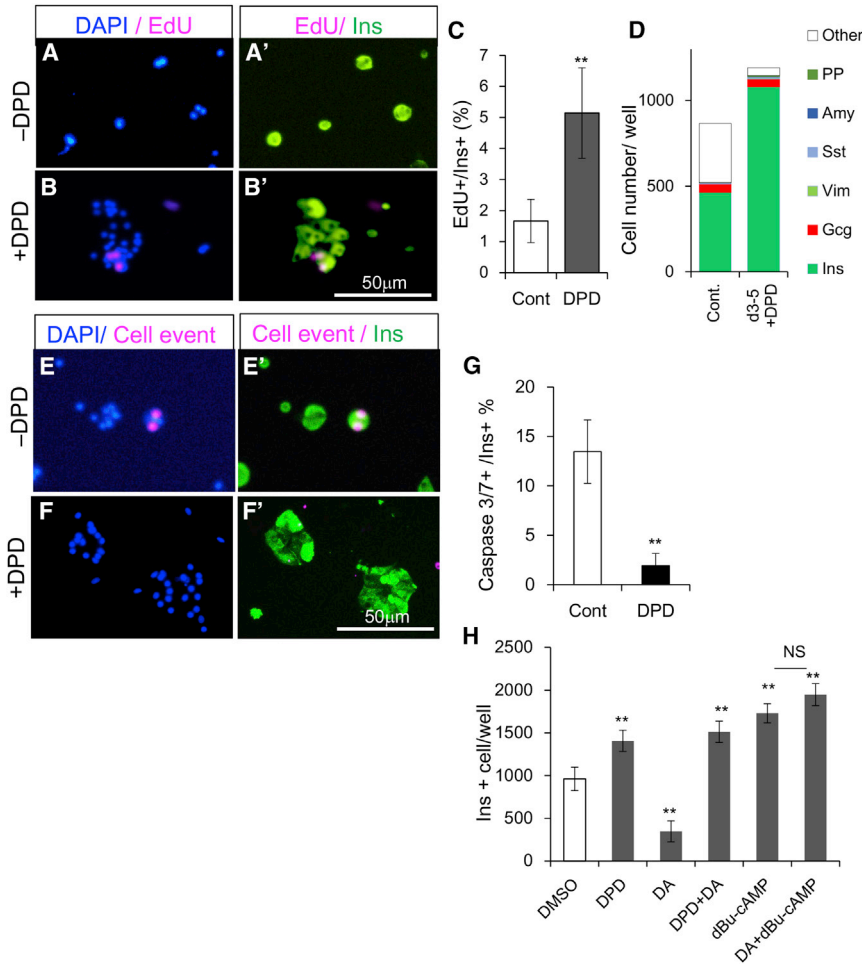 DAPI / EdU
EdU/ Ins
A
A'
–DPD
B
B'
+DPD
50μm
C
EdU+/Ins+ (%)
7
6
5
4
3
2
1
0
**
Cont
DPD
D
Cell number/ well
1000
500
0
Cont.
d3-5
+DPD
Other
PP
Amy
Sst
Vim
Gcg
Ins
DAPI/ Cell event
Cell event / Ins
E
E'
–DPD
F
F'
+DPD
50μm
G
Caspase 3/7+ /Ins+ %
20
15
10
5
0
**
Cont
DPD
H
Ins + cell/well
2500
2000
1500
1000
500
0
NS
**
**
**
**
**
DMSO
DPD
DA
DPD+DA
dBu-cAMP
DA+dBu-cAMP